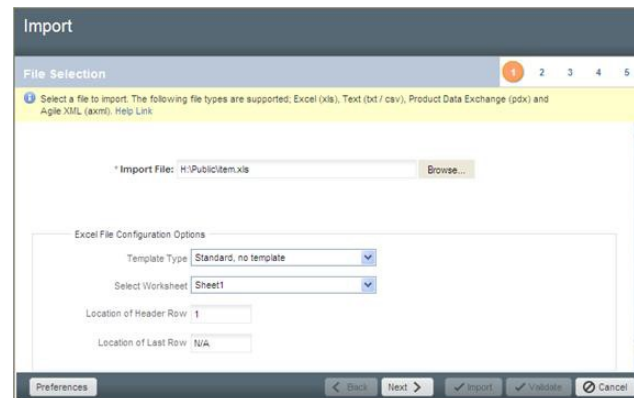 Import
File Selection
1 2 3 4 5
Select a file to import. The following file types are supported; Excel (xls), Text (txt / csv), Product Data Exchange (pdx) and
Agile XML (axml). Help Link
* Import File: H:\Public\item.xls Browse...
Excel File Configuration Options
Template Type Standard, no template
Select Worksheet Sheet1
Location of Header Row 1
Location of Last Row N/A
Preferences Back Next Import Validate Cancel